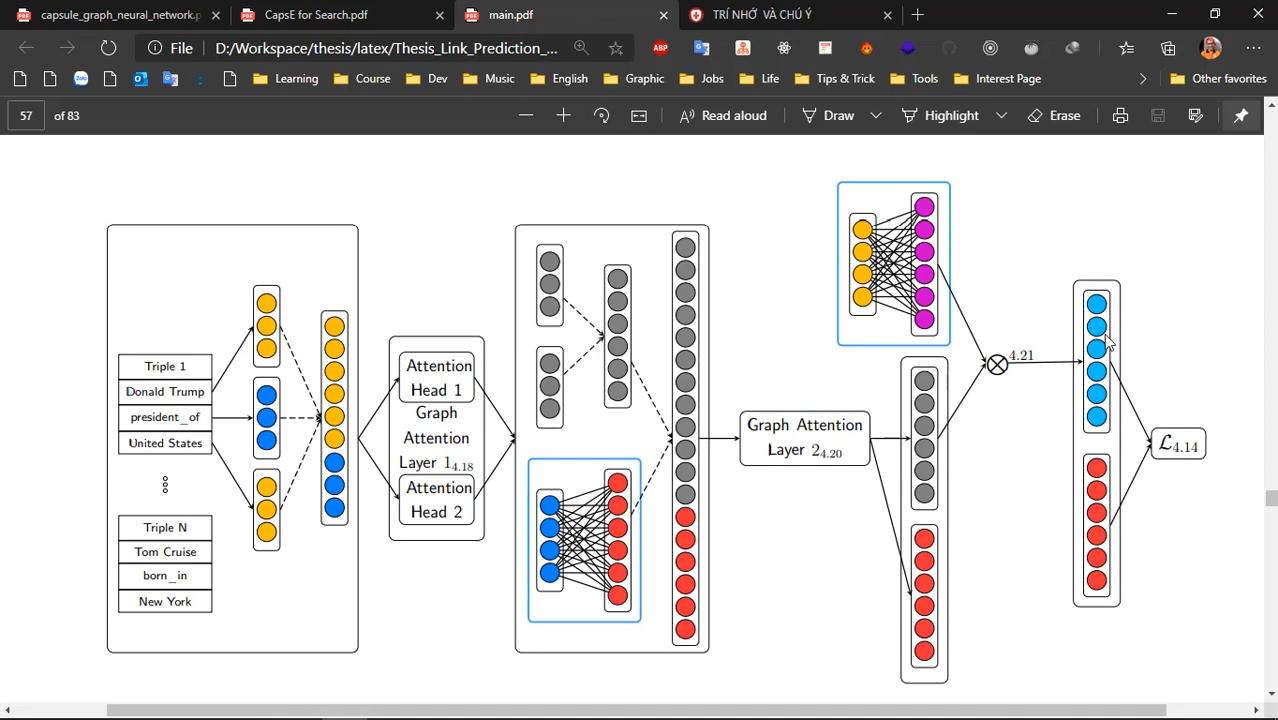 capsule_graph_neural_network.p
CapsE for Search.pdf
main.pdf
TRÍ NHỚ VÀ CHÚ Ý
File
D:/Workspace/thesis/latex/Thesis_Link_Prediction_...
ABP
Zalo
Learning
Course
Dev
Music
English
Graphic
Jobs
Life
Tips & Trick
Tools
Interest Page
Other favorites
57 of 83
Read aloud
Draw
Highlight
Erase
Triple 1
Donald Trump
president_of
United States
Triple N
Tom Cruise
born_in
New York
Attention
Head 1
Graph
Attention
Layer 1 4.18
Attention
Head 2
Graph Attention
Layer 2 4.20
4.21
ℒ 4.14